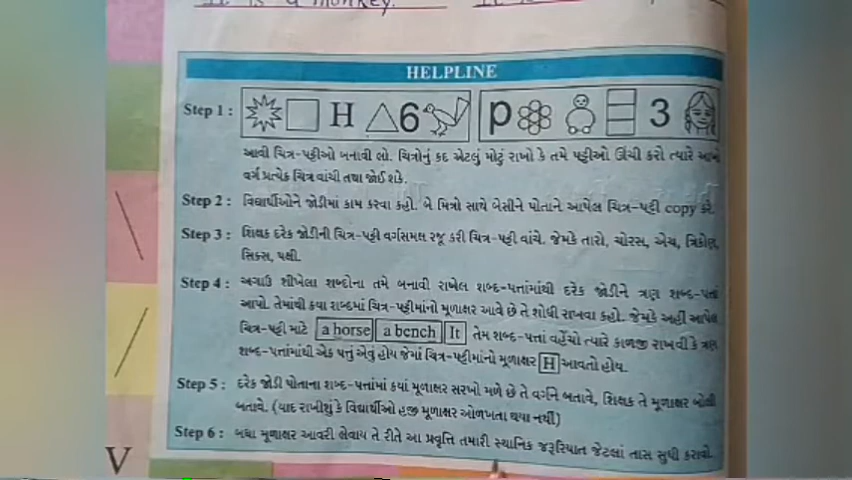 It is a monkey. It is
HELPLINE
Step 1 : H 6 p 3
આવી ચિત્ર-પટ્ટીઓ બનાવી લો. ચિત્રોનું કદ એટલું મોટું રાખો કે તમે પટ્ટીઓ ઊંચી કરો ત્યારે આખો
વર્ગ પ્રત્યેક ચિત્ર વાંચી તથા જોઈ શકે.
Step 2 : વિદ્યાર્થીઓને જોડીમાં કામ કરવા કહો. બે મિત્રો સાથે બેસીને પોતાને આપેલ ચિત્ર-પટ્ટી copy કરે.
Step 3 : શિક્ષક દરેક જોડીની ચિત્ર-પટ્ટી વર્ગસમક્ષ રજૂ કરી ચિત્ર-પટ્ટી વાંચે. જેમકે તારો, ચોરસ, એચ, ત્રિકોણ,
સિક્સ, પક્ષી.
Step 4 : અગાઉ શીખેલા શબ્દોના તમે બનાવી રાખેલ શબ્દ-પત્તાંમાંથી દરેક જોડીને ત્રણ શબ્દ-પત્તાં
આપો. તેમાંથી કયા શબ્દમાં ચિત્ર-પટ્ટીમાંનો મૂળાક્ષર આવે છે તે શોધી રાખવા કહો. જેમકે અહીં આપેલ
ચિત્ર-પટ્ટી માટે a horse a bench It તેમ શબ્દ-પત્તાં વહેંચો ત્યારે કાળજી રાખવી કે ત્રણ
શબ્દ-પત્તાંમાંથી એક પત્તું એવું હોય જેમાં ચિત્ર-પટ્ટીમાંનો મૂળાક્ષર H આવતો હોય.
Step 5 : દરેક જોડી પોતાના શબ્દ-પત્તાંમાં કયાં મૂળાક્ષર સરખો મળે છે તે વર્ગને બતાવે, શિક્ષક તે મૂળાક્ષર બોલી
બતાવે. (યાદ રાખીશું કે વિદ્યાર્થીઓ હજી મૂળાક્ષર ઓળખતા થયા નથી)
Step 6 : બધા મૂળાક્ષર આવરી લેવાય તે રીતે આ પ્રવૃત્તિ તમારી સ્થાનિક જરૂરિયાત જેટલાં તાસ સુધી કરાવો.
V